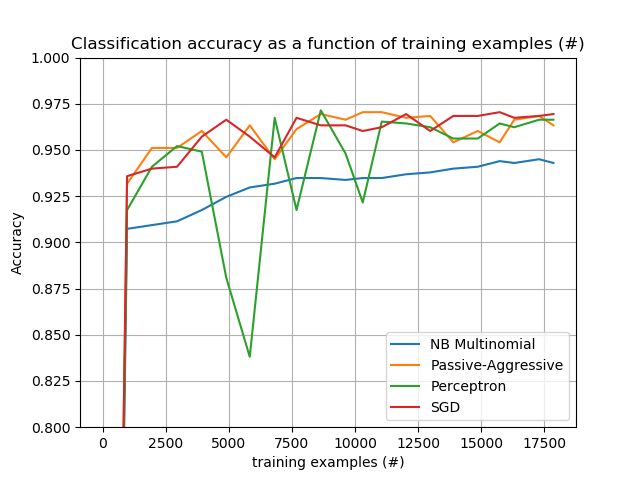 Classification accuracy as a function of training examples (#)
1.000
0.975
0.950
0.925
0.900
0.875
0.850
0.825
0.800
Accuracy
NB Multinomial
Passive-Aggressive
Perceptron
SGD
0 2500 5000 7500 10000 12500 15000 17500
training examples (#)